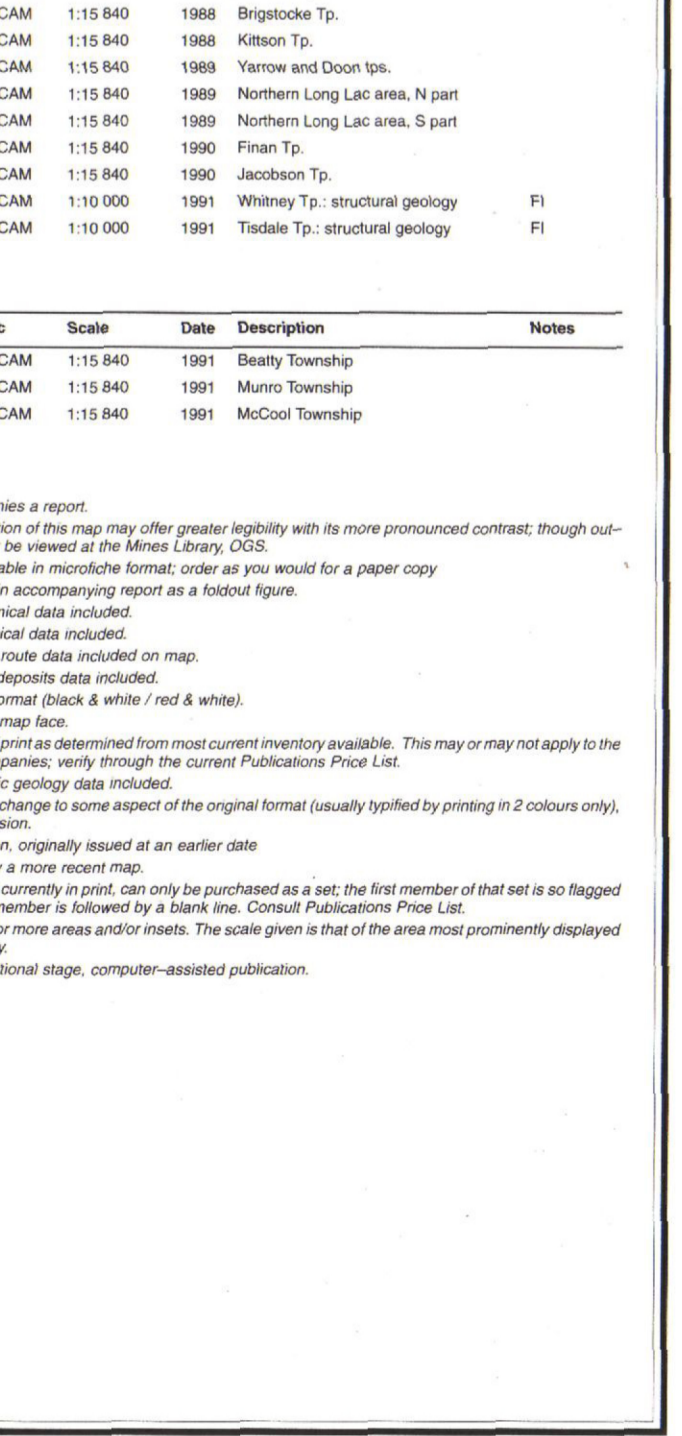 CAM 1:15 840 1988 Brigstocke Tp.
CAM 1:15 840 1988 Kittson Tp.
CAM 1:15 840 1989 Yarrow and Doon tps.
CAM 1:15 840 1989 Northern Long Lac area, N part
CAM 1:15 840 1989 Northern Long Lac area, S part
CAM 1:15 840 1990 Finan Tp.
CAM 1:15 840 1990 Jacobson Tp.
CAM 1:10 000 1991 Whitney Tp.: structural geology FI
CAM 1:10 000 1991 Tisdale Tp.: structural geology FI
c Scale Date Description Notes
CAM 1:15 840 1991 Beatty Township
CAM 1:15 840 1991 Munro Township
CAM 1:15 840 1991 McCool Township
nies a report.
ion of this map may offer greater legibility with its more pronounced contrast; though out–
be viewed at the Mines Library, OGS.
able in microfiche format; order as you would for a paper copy
n accompanying report as a foldout figure.
nical data included.
ical data included.
route data included on map.
deposits data included.
ormat (black & white / red & white).
map face.
print as determined from most current inventory available. This may or may not apply to the
panies; verify through the current Publications Price List.
ic geology data included.
change to some aspect of the original format (usually typified by printing in 2 colours only),
sion.
n, originally issued at an earlier date
y a more recent map.
currently in print, can only be purchased as a set; the first member of that set is so flagged
member is followed by a blank line. Consult Publications Price List.
or more areas and/or insets. The scale given is that of the area most prominently displayed
y.
tional stage, computer–assisted publication.